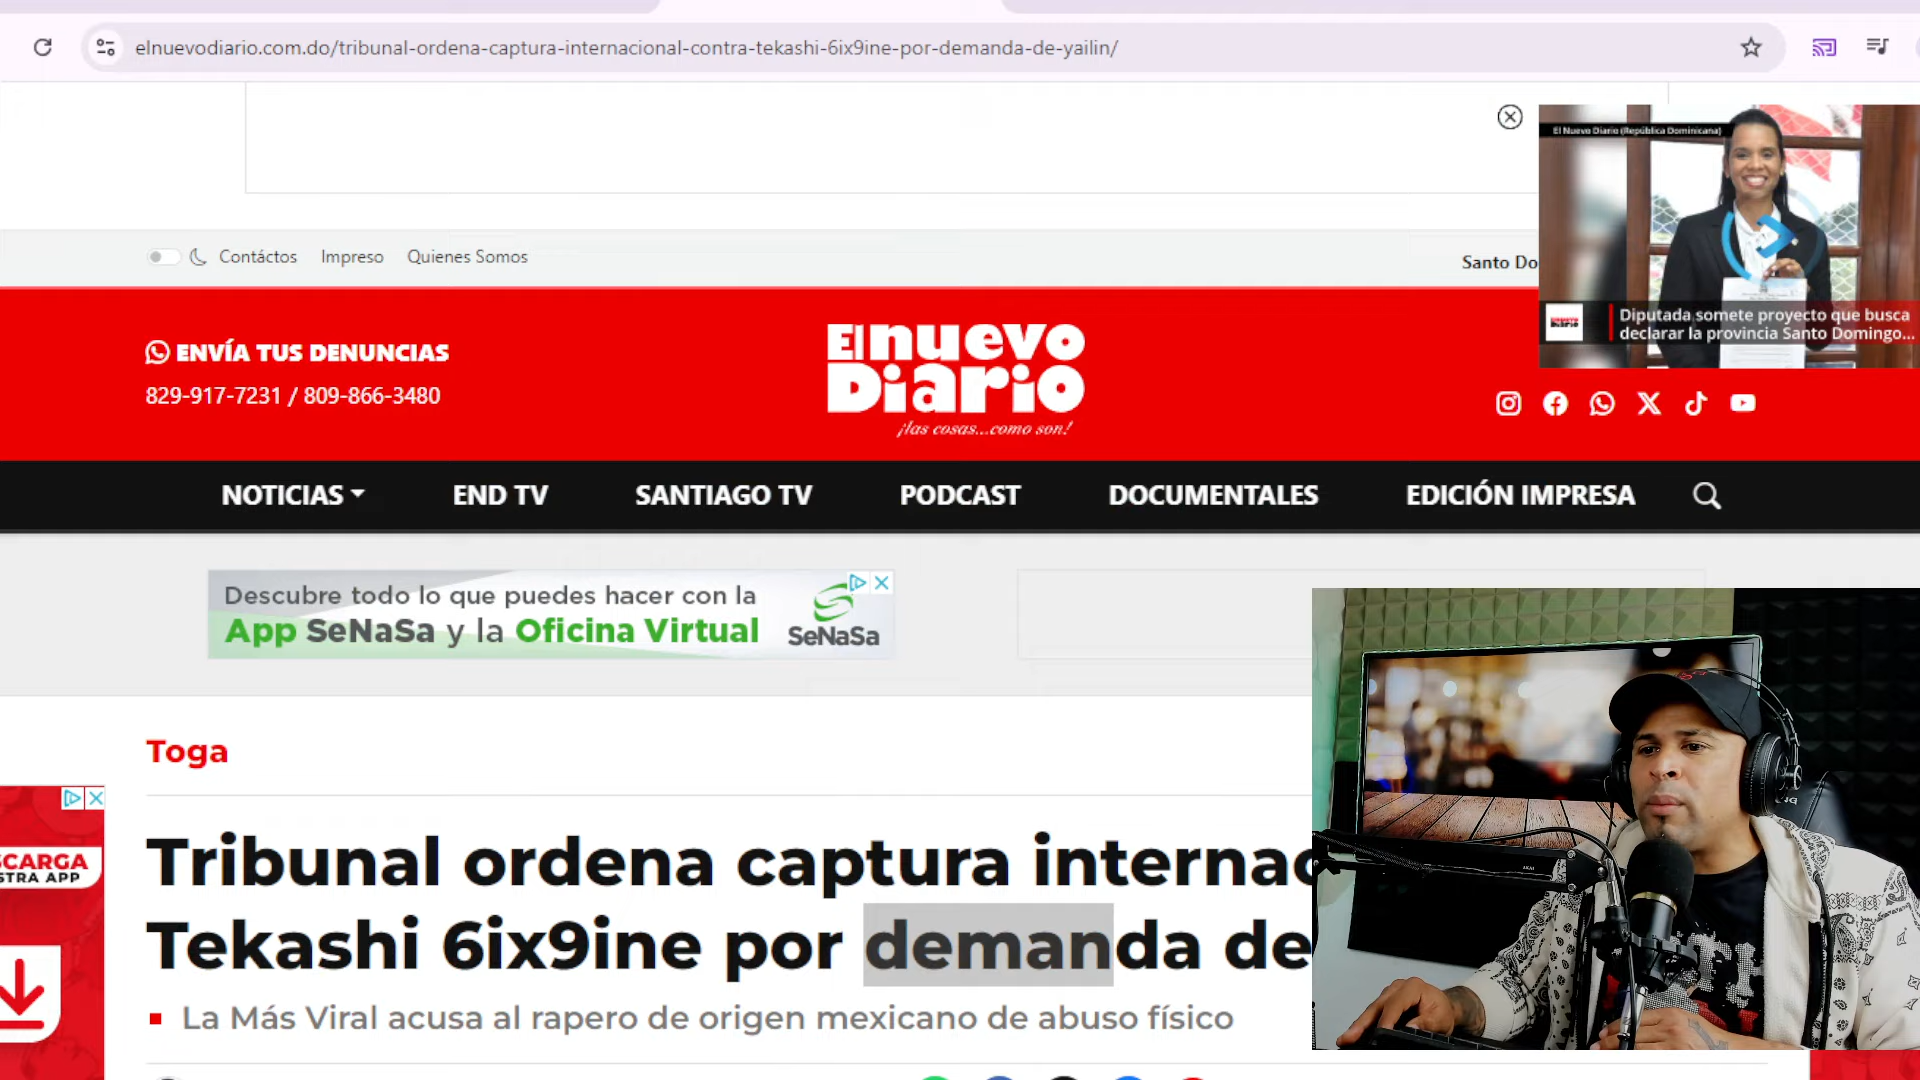 elnuevodiario.com.do/tribunal-ordena-captura-internacional-contra-tekashi-6ix9ine-por-demanda-de-yailin/
El Nuevo Diario (República Dominicana)
Diputada somete proyecto que busca
declarar la provincia Santo Domingo...
Contáctos Impreso Quienes Somos
Santo Do
ENVÍA TUS DENUNCIAS
829-917-7231 / 809-866-3480
El nuevo
Diario
¡las cosas...como son!
NOTICIAS END TV SANTIAGO TV PODCAST DOCUMENTALES EDICIÓN IMPRESA
Descubre todo lo que puedes hacer con la
App SeNaSa y la Oficina Virtual
SeNaSa
Toga
SCARGA
STRA APP
Tribunal ordena captura internac
Tekashi 6ix9ine por demanda de
La Más Viral acusa al rapero de origen mexicano de abuso físico